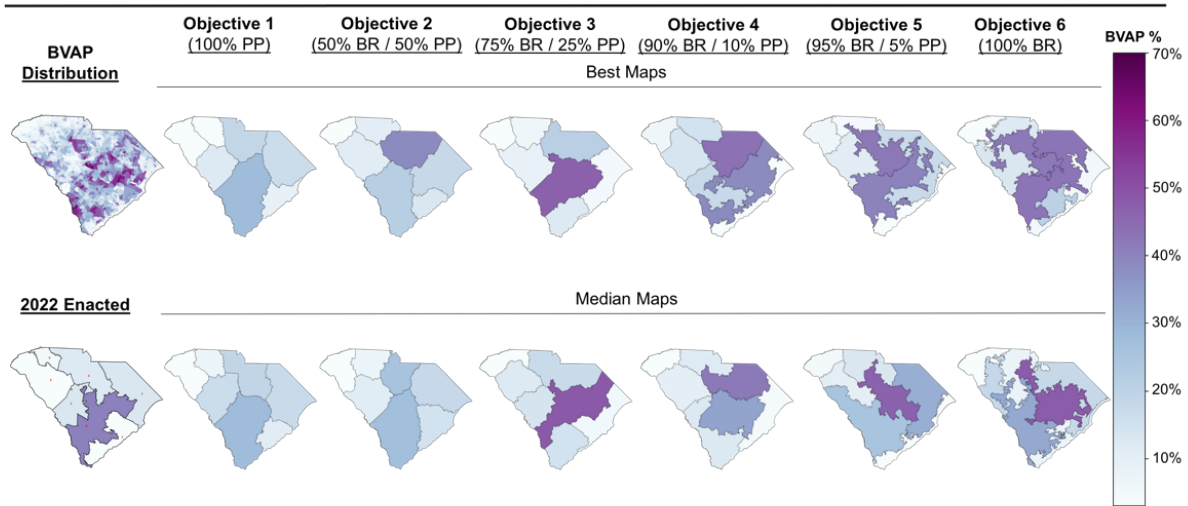 Objective 1 Objective 2 Objective 3 Objective 4 Objective 5 Objective 6
BVAP (100% PP) (50% BR / 50% PP) (75% BR / 25% PP) (90% BR / 10% PP) (95% BR / 5% PP) (100% BR) BVAP %
Distribution Best Maps 70%
60%
50%
40%
2022 Enacted Median Maps
30%
20%
10%